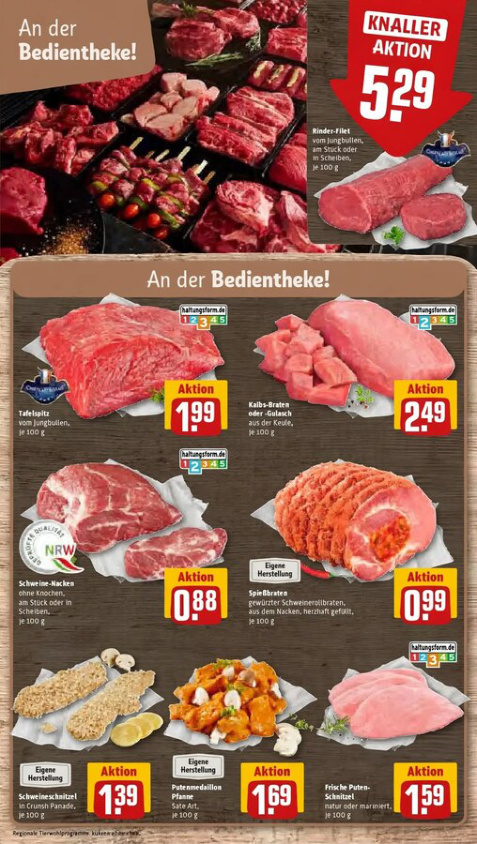 An der
Bedientheke!
KNALLER
AKTION
5.29
Rinder-Filet
vom Jungbullen,
am Stück oder
in Scheiben,
je 100 g
An der Bedientheke!
haltungsform.de
1 2 3 4 5
Aktion
1.99
Tafelspitz
vom Jungbullen,
je 100 g
haltungsform.de
1 2 3 4 5
Aktion
2.49
Kalbs-Braten
oder -Gulasch
aus der Keule,
je 100 g
haltungsform.de
1 2 3 4 5
GEPRÜFTE QUALITÄT
NRW
Aktion
0.88
Schweine-Nacken
ohne Knochen,
am Stück oder in
Scheiben,
je 100 g
Eigene
Herstellung
Aktion
0.99
Spießbraten
gewürzter Schweinerollbraten,
aus dem Nacken, herzhaft gefüllt,
je 100 g
Eigene
Herstellung
Aktion
1.39
Schweineschnitzel
in Crunsh Panade,
je 100 g
Eigene
Herstellung
Aktion
1.69
Putenmedaillon
Pfanne
Sate Art,
je 100 g
haltungsform.de
1 2 3 4 5
Aktion
1.59
Frische Puten-
Schnitzel
natur oder mariniert,
je 100 g